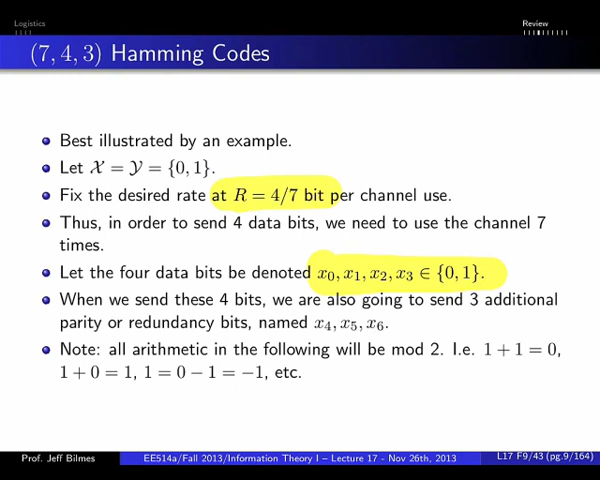 Logistics
Review
(7, 4, 3) Hamming Codes
Best illustrated by an example.
Let 𝒳 = 𝒴 = {0, 1}.
Fix the desired rate at R = 4/7 bit per channel use.
Thus, in order to send 4 data bits, we need to use the channel 7
times.
Let the four data bits be denoted x₀, x₁, x₂, x₃ ∈ {0, 1}.
When we send these 4 bits, we are also going to send 3 additional
parity or redundancy bits, named x₄, x₅, x₆.
Note: all arithmetic in the following will be mod 2. I.e. 1 + 1 = 0,
1 + 0 = 1, 1 = 0 − 1 = −1, etc.
Prof. Jeff Bilmes
EE514a/Fall 2013/Information Theory I – Lecture 17 - Nov 26th, 2013
L17 F9/43 (pg.9/164)